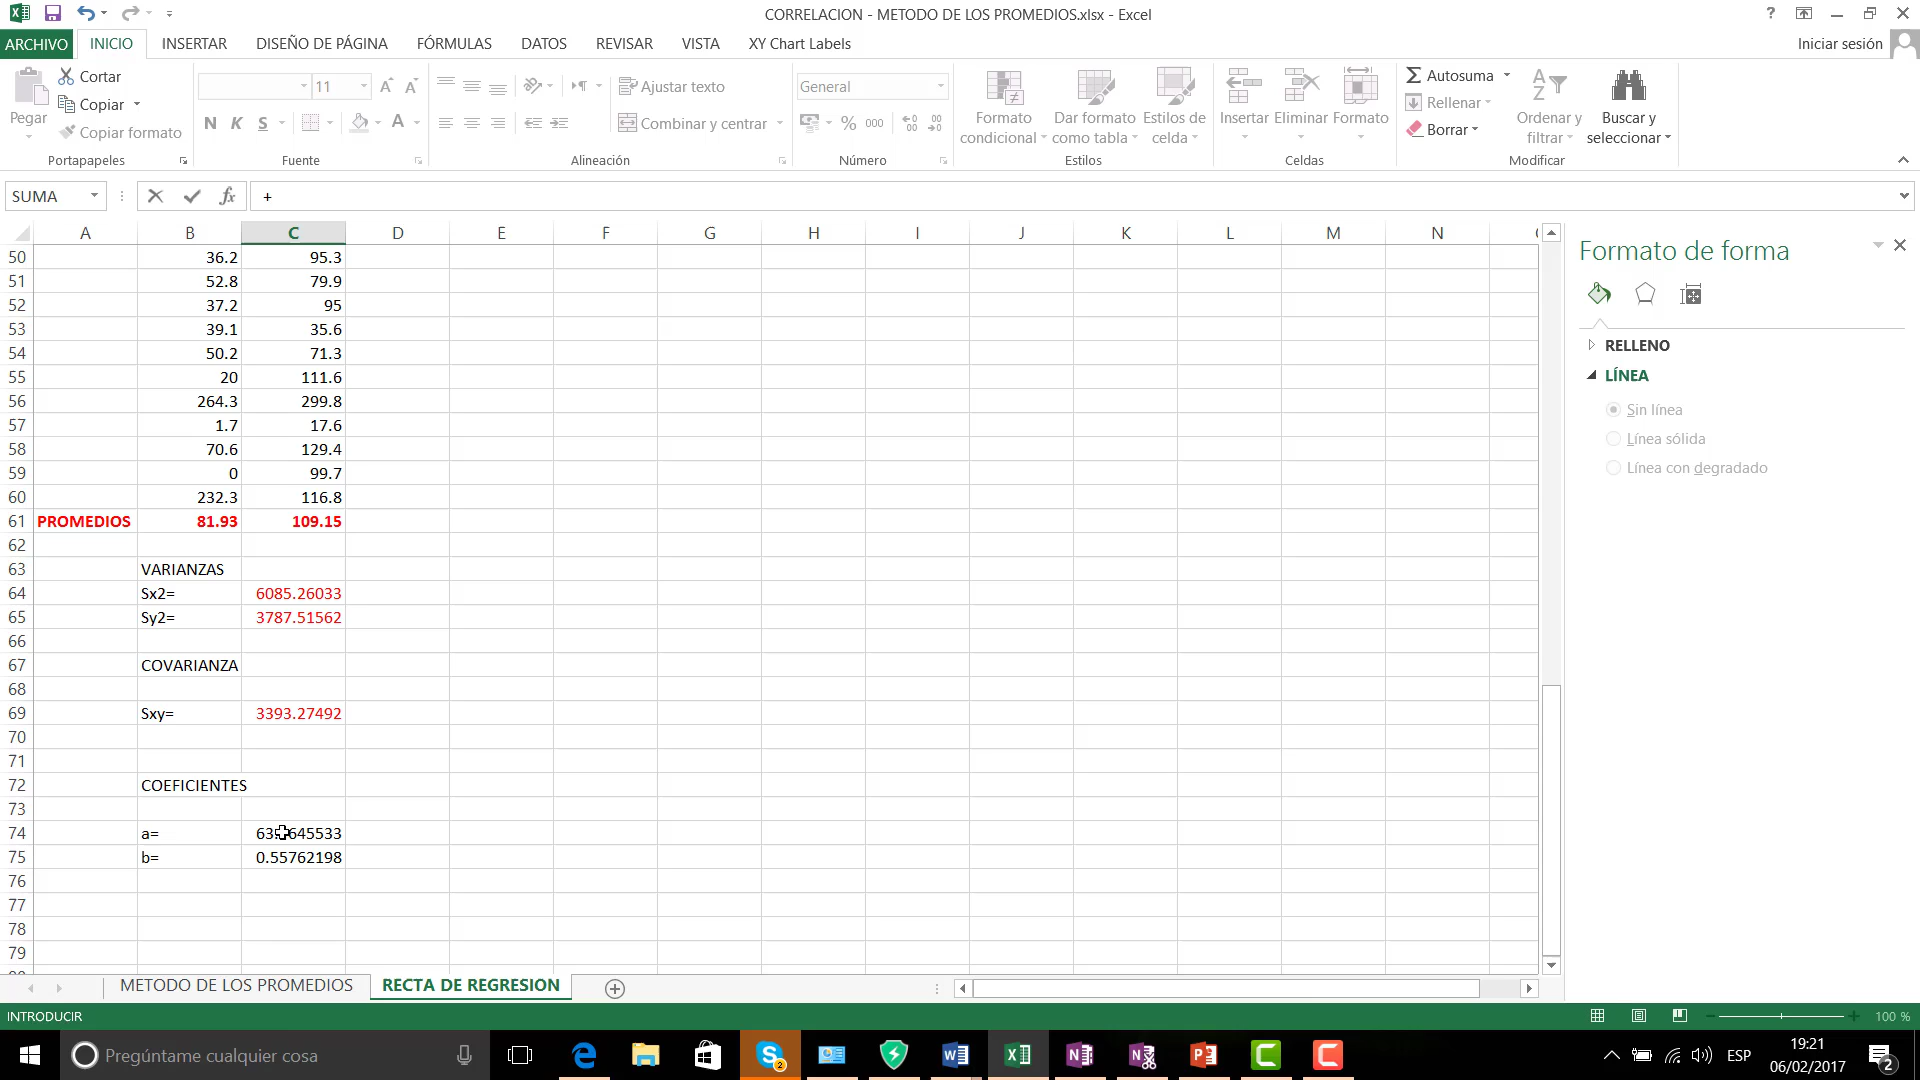 CORRELACION - METODO DE LOS PROMEDIOS.xlsx - Excel
ARCHIVO INICIO INSERTAR DISEÑO DE PÁGINA FÓRMULAS DATOS REVISAR VISTA XY Chart Labels Iniciar sesión
Pegar
Cortar
Copiar
Copiar formato
Portapapeles
11
N K S
Fuente
Ajustar texto
Combinar y centrar
Alineación
General
% 000
Número
Formato condicional
Dar formato como tabla
Estilos de celda
Estilos
Insertar Eliminar Formato
Celdas
Autosuma
Rellenar
Borrar
Ordenar y filtrar
Buscar y seleccionar
Modificar
SUMA fx +
A B C D E F G H I J K L M N
50 36.2 95.3
51 52.8 79.9
52 37.2 95
53 39.1 35.6
54 50.2 71.3
55 20 111.6
56 264.3 299.8
57 1.7 17.6
58 70.6 129.4
59 0 99.7
60 232.3 116.8
61 PROMEDIOS 81.93 109.15
62
63 VARIANZAS
64 Sx2= 6085.26033
65 Sy2= 3787.51562
66
67 COVARIANZA
68
69 Sxy= 3393.27492
70
71
72 COEFICIENTES
73
74 a=
75 b= 0.55762198
76
77
78
79
Formato de forma
RELLENO
LÍNEA
Sin línea
Línea sólida
Línea con degradado
METODO DE LOS PROMEDIOS RECTA DE REGRESION
INTRODUCIR 100 %
Pregúntame cualquier cosa
2
ESP
19:21
06/02/2017
2